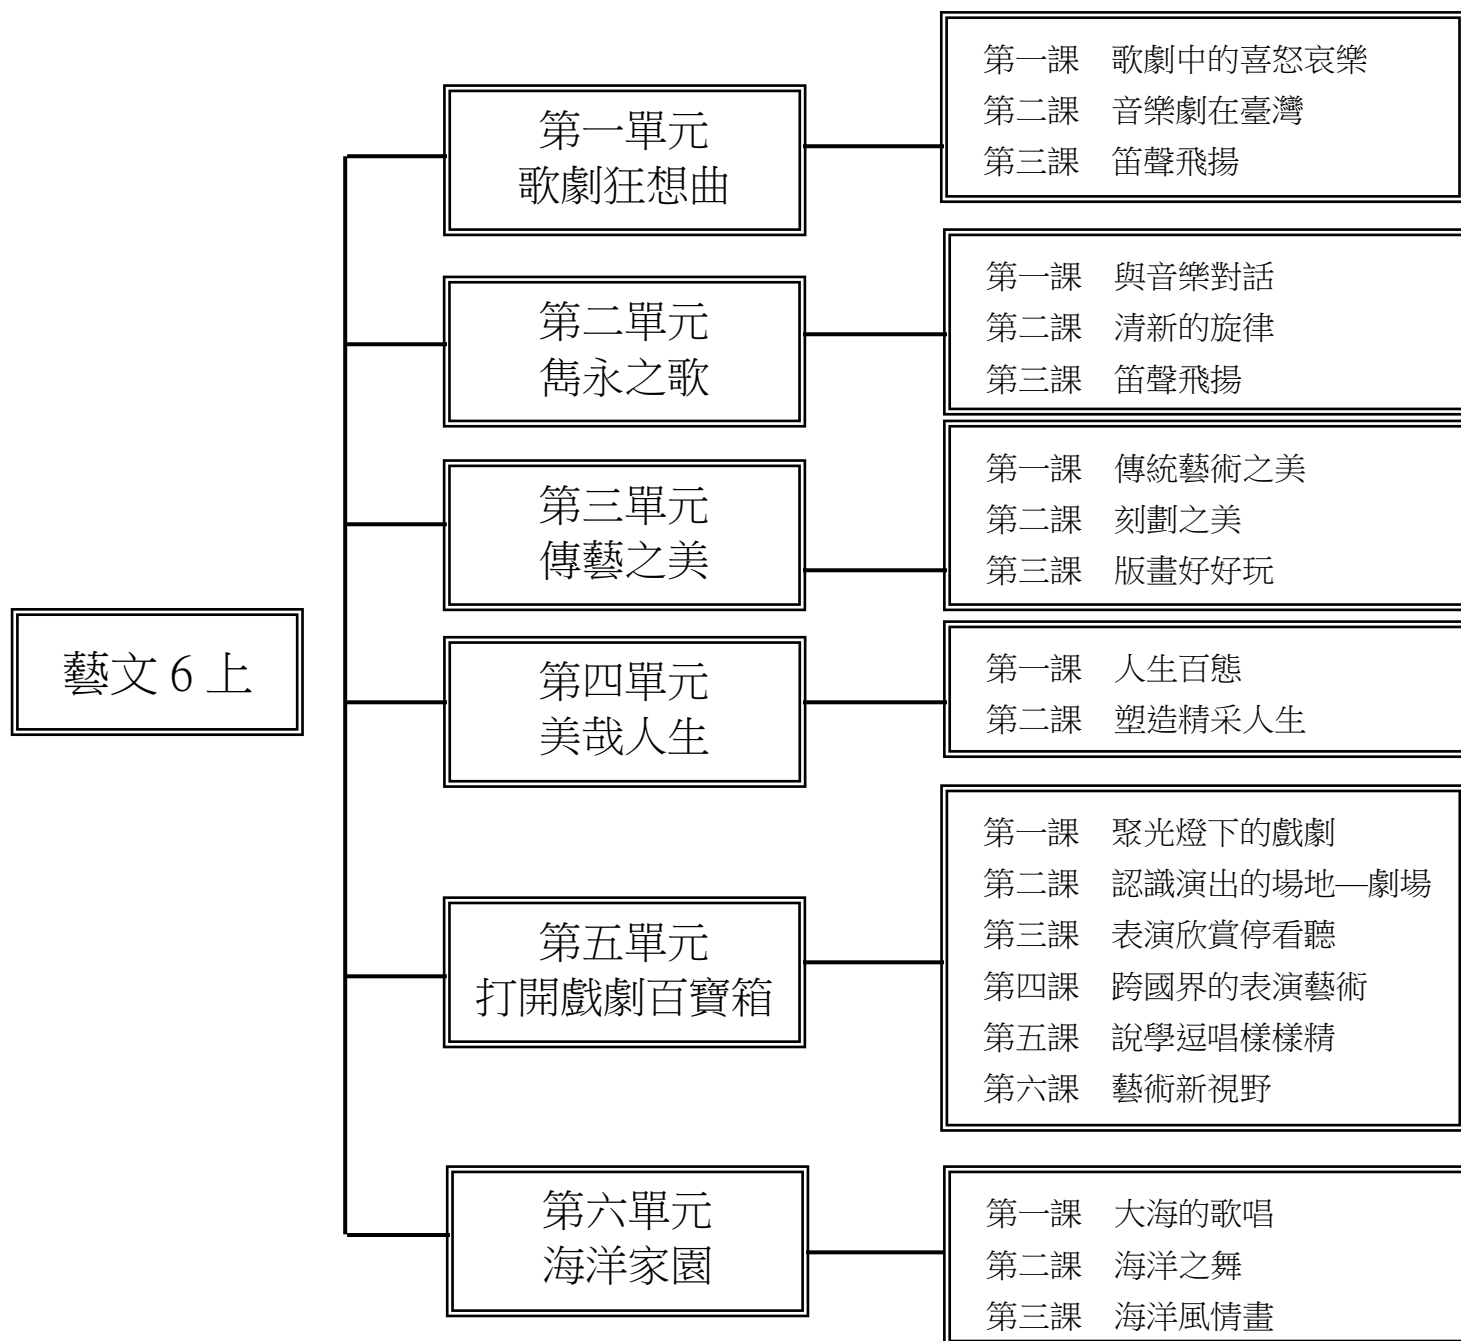 藝文 6 上
第一單元
歌劇狂想曲
第一課　歌劇中的喜怒哀樂
第二課　音樂劇在臺灣
第三課　笛聲飛揚
第二單元
雋永之歌
第一課　與音樂對話
第二課　清新的旋律
第三課　笛聲飛揚
第三單元
傳藝之美
第一課　傳統藝術之美
第二課　刻劃之美
第三課　版畫好好玩
第四單元
美哉人生
第一課　人生百態
第二課　塑造精采人生
第五單元
打開戲劇百寶箱
第一課　聚光燈下的戲劇
第二課　認識演出的場地—劇場
第三課　表演欣賞停看聽
第四課　跨國界的表演藝術
第五課　說學逗唱樣樣精
第六課　藝術新視野
第六單元
海洋家園
第一課　大海的歌唱
第二課　海洋之舞
第三課　海洋風情畫